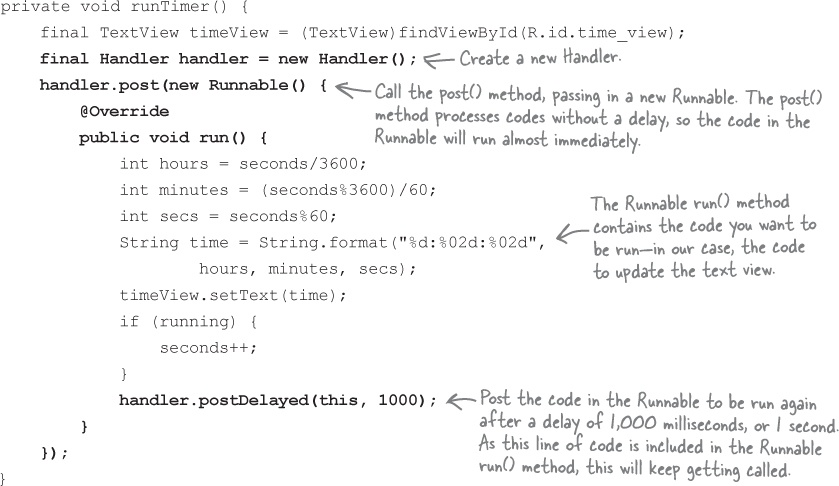 private void runTimer() {
    final TextView timeView = (TextView)findViewById(R.id.time_view);
    final Handler handler = new Handler();
Create a new Handler.
    handler.post(new Runnable() {
Call the post() method, passing in a new Runnable. The post()
method processes codes without a delay, so the code in the
Runnable will run almost immediately.
        @Override
        public void run() {
            int hours = seconds/3600;
            int minutes = (seconds%3600)/60;
            int secs = seconds%60;
            String time = String.format("%d:%02d:%02d",
                    hours, minutes, secs);
The Runnable run() method
contains the code you want to
be run—in our case, the code
to update the text view.
            timeView.setText(time);
            if (running) {
                seconds++;
            }
            handler.postDelayed(this, 1000);
Post the code in the Runnable to be run again
after a delay of 1,000 milliseconds, or 1 second.
As this line of code is included in the Runnable
run() method, this will keep getting called.
        }
    });
}